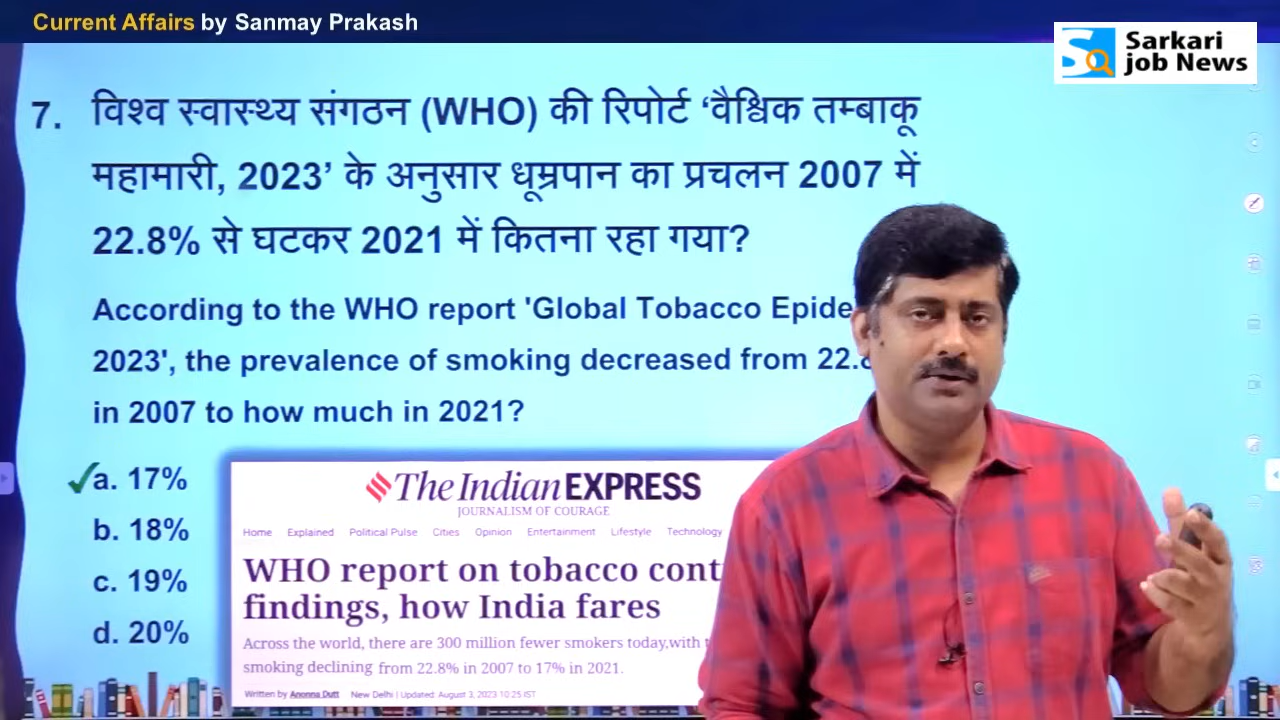 Current Affairs by Sanmay Prakash
Sarkari
job News
7. विश्व स्वास्थ्य संगठन (WHO) की रिपोर्ट ‘वैश्विक तम्बाकू
महामारी, 2023’ के अनुसार धूम्रपान का प्रचलन 2007 में
22.8% से घटकर 2021 में कितना रहा गया?
According to the WHO report 'Global Tobacco Epide
2023', the prevalence of smoking decreased from 22.
in 2007 to how much in 2021?
a. 17%
b. 18%
c. 19%
d. 20%
The Indian EXPRESS
JOURNALISM OF COURAGE
Home Explained Political Pulse Cities Opinion Entertainment Lifestyle Technology
WHO report on tobacco cont
findings, how India fares
Across the world, there are 300 million fewer smokers today,with
smoking declining from 22.8% in 2007 to 17% in 2021.
Written by Anonna Dutt New Delhi | Updated: August 3, 2023 10:25 IST